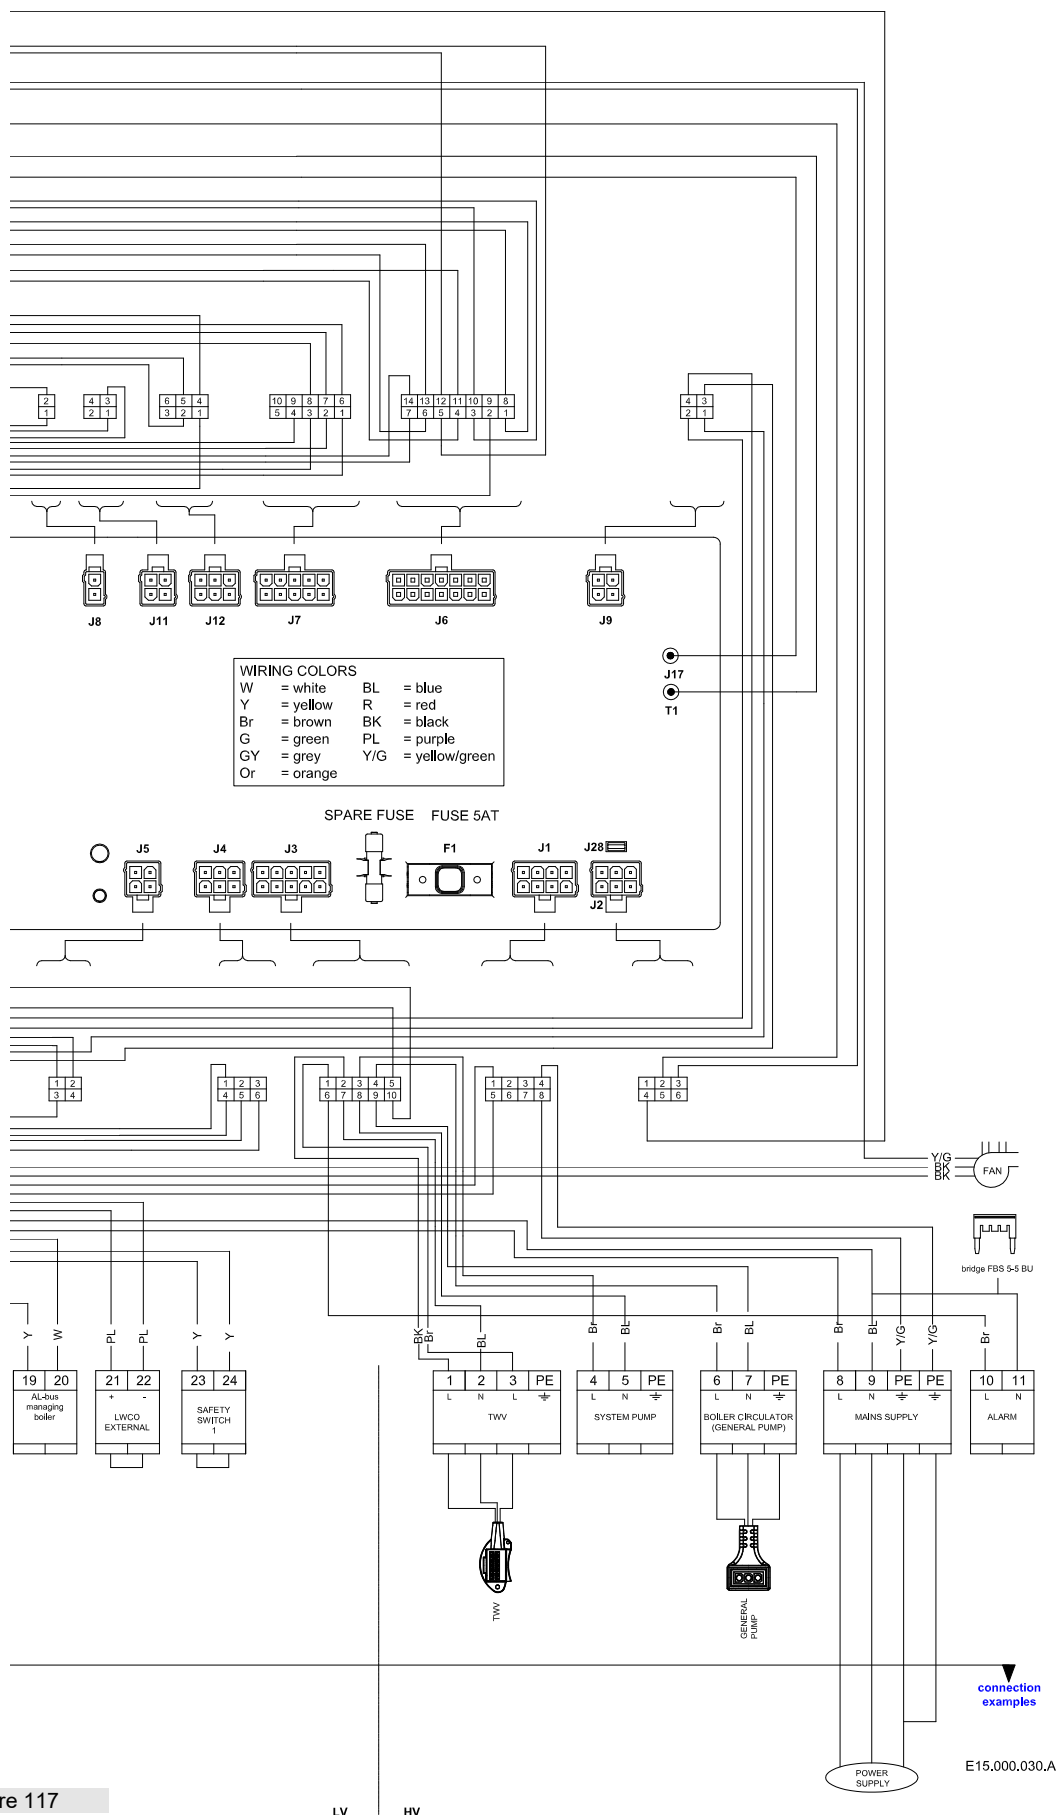 2 4 3 6 5 4 10 9 8 7 6 14 13 12 11 10 9 8 4 3
1 2 1 3 2 1 5 4 3 2 1 7 6 5 4 3 2 1 2 1
J8 J11 J12 J7 J6 J9
J17
T1
WIRING COLORS
W = white BL = blue
Y = yellow R = red
Br = brown BK = black
G = green PL = purple
GY = grey Y/G = yellow/green
Or = orange
SPARE FUSE FUSE 5AT
J5 J4 J3 F1 J1 J28
J2
1 2 1 2 3 1 2 3 4 5 1 2 3 4 1 2 3
3 4 4 5 6 6 7 8 9 10 5 6 7 8 4 5 6
Y/G
BK
BK
FAN
bridge FBS 5-5 BU
Y W PL PL Y Y BK Br BL Br BL Br BL Br BL Y/G Y/G Br
19 20 21 22 23 24 1 2 3 PE 4 5 PE 6 7 PE 8 9 PE PE 10 11
+ - L N L L N L N L N L N
AL-bus
managing
boiler
LWCO
EXTERNAL
SAFETY
SWITCH
1
TWV
SYSTEM PUMP
BOILER CIRCULATOR
(GENERAL PUMP)
MAINS SUPPLY
ALARM
TWV
GENERAL
PUMP
connection
examples
POWER
SUPPLY
E15.000.030.A
re 117
LV HV